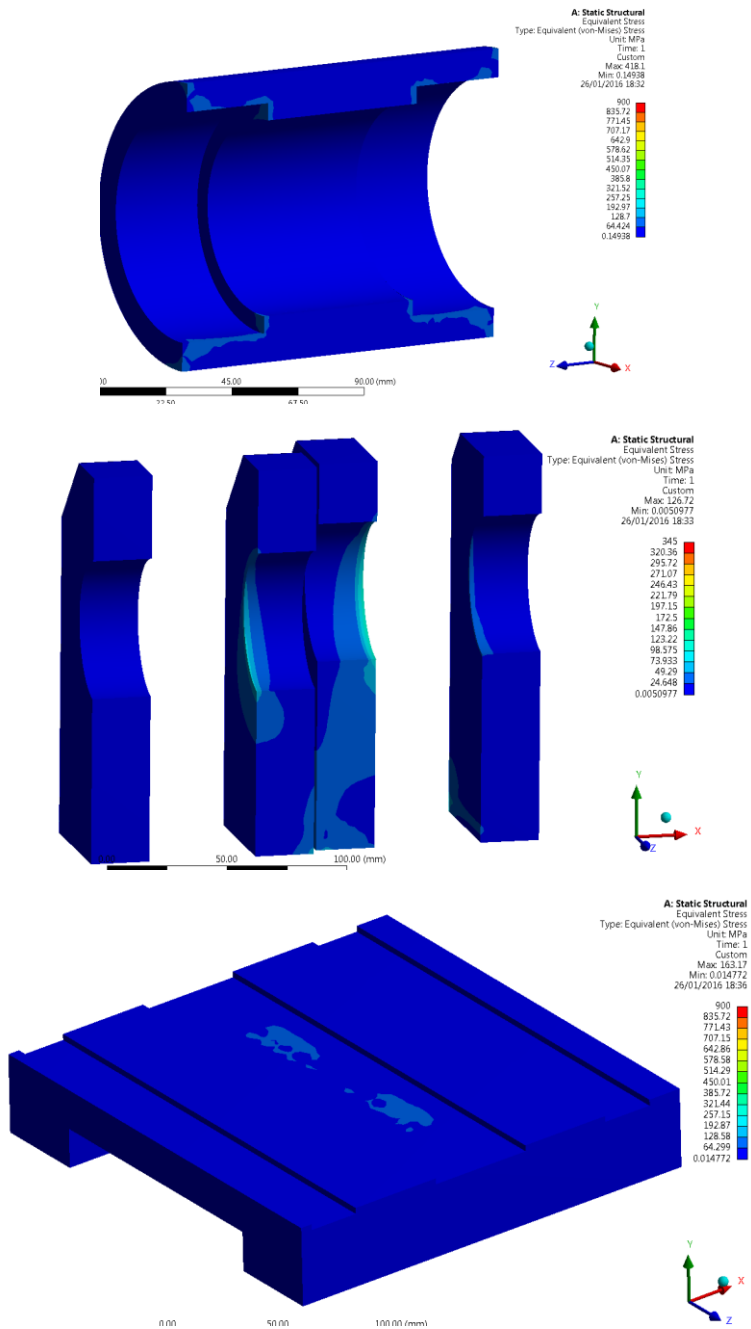 A: Static Structural
Equivalent Stress
Type: Equivalent (von-Mises) Stress
Unit: MPa
Time: 1
Custom
Max: 418.1
Min: 0.14938
26/01/2016 18:32
900
835.72
771.45
707.17
642.9
578.62
514.35
450.07
385.8
321.52
257.25
192.97
128.7
64.424
0.14938
Y
Z
X
45.00
90.00 (mm)
22.50
67.50
A: Static Structural
Equivalent Stress
Type: Equivalent (von-Mises) Stress
Unit: MPa
Time: 1
Custom
Max: 126.72
Min: 0.0050977
26/01/2016 18:33
345
320.36
295.72
271.07
246.43
221.79
197.15
172.5
147.86
123.22
98.575
73.933
49.29
24.648
0.0050977
Y
X
Z
50.00
100.00 (mm)
A: Static Structural
Equivalent Stress
Type: Equivalent (von-Mises) Stress
Unit: MPa
Time: 1
Custom
Max: 163.17
Min: 0.014772
26/01/2016 18:36
900
835.72
771.43
707.15
642.86
578.58
514.29
450.01
385.72
321.44
257.15
192.87
128.58
64.299
0.014772
Y
X
Z
0.00
50.00
100.00 (mm)